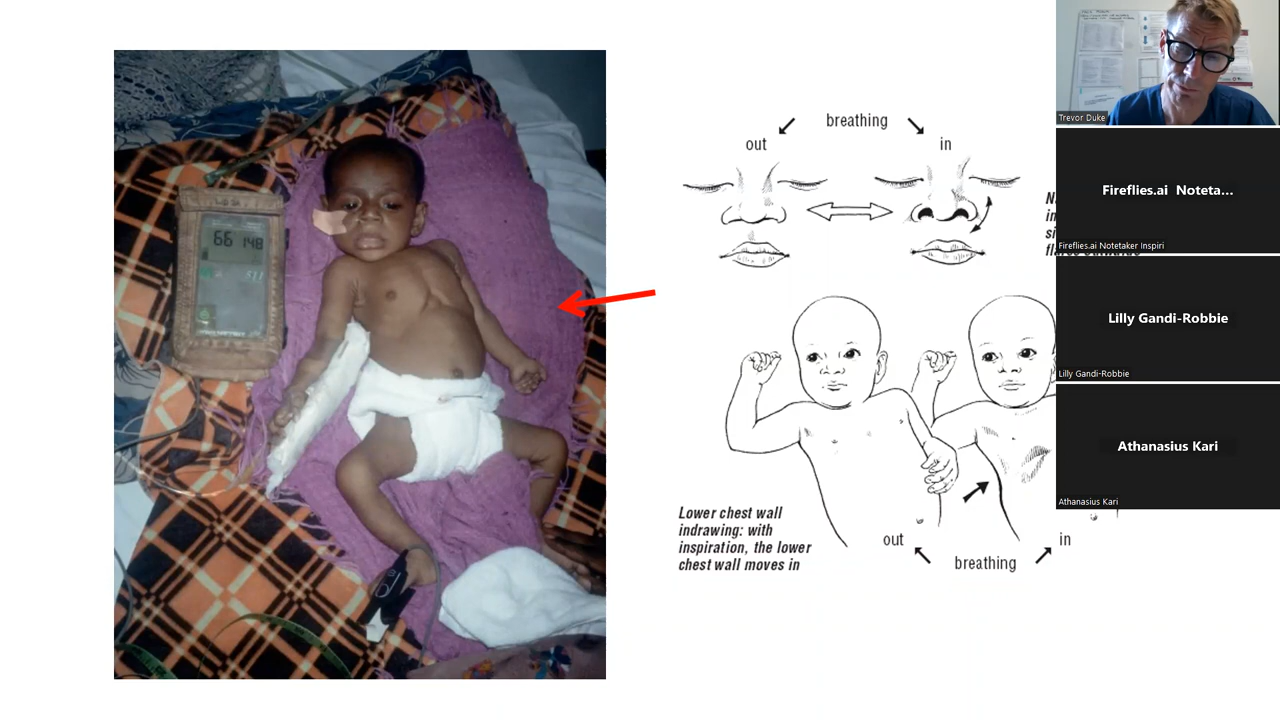 66 148
breathing
out
in
Lower chest wall
indrawing: with
inspiration, the lower
chest wall moves in
out
in
breathing
Trevor Duke
Fireflies.ai Noteta...
Fireflies.ai Notetaker Inspiri
Lilly Gandi-Robbie
Lilly Gandi-Robbie
Athanasius Kari
Athanasius Kari